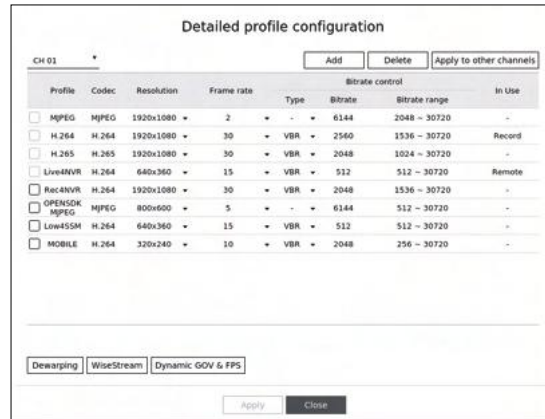 Detailed profile configuration
CH 01 Add Delete Apply to other channels
Profile Codec Resolution Frame rate Bitrate control In Use
Type Bitrate Bitrate range
MJPEG MJPEG 1920x1080 2 - 6144 2048 ~ 30720 -
H.264 H.264 1920x1080 30 VBR 2560 1536 ~ 30720 Record
H.265 H.265 1920x1080 30 VBR 2048 1024 ~ 30720 -
Live4NVR H.264 640x360 15 VBR 512 512 ~ 30720 Remote
Rec4NVR H.264 1920x1080 30 VBR 2048 1536 ~ 30720 -
OPENSDK MJPEG MJPEG 800x600 5 - 6144 512 ~ 30720 -
Low4SSM H.264 640x360 15 VBR 512 512 ~ 30720 -
MOBILE H.264 320x240 10 VBR 2048 256 ~ 30720 -
Dewarping WiseStream Dynamic GOV & FPS
Apply Close